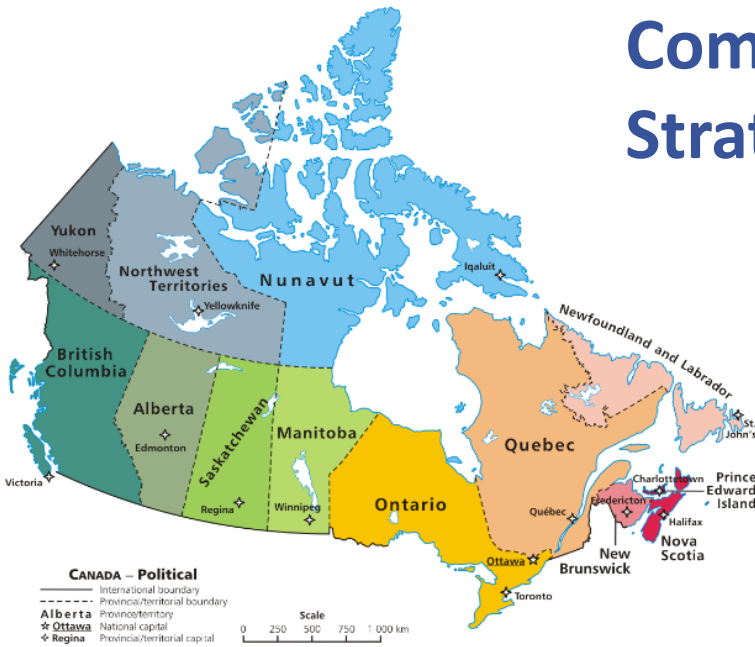 Com
Strat
Yukon
Whitehorse
Northwest
Territories
Yellowknife
Nunavut
Iqaluit
British
Columbia
Victoria
Alberta
Edmonton
Saskatchewan
Regina
Manitoba
Winnipeg
Ontario
Ottawa
Toronto
Quebec
Québec
Newfoundland and Labrador
St.
John's
Charlottetown
Prince
Edward
Island
Fredericton
Halifax
Nova
Scotia
New
Brunswick
CANADA – Political
International boundary
Provincial/territorial boundary
Alberta Province/territory
Ottawa National capital
Regina Provincial/territorial capital
Scale
0 250 500 750 1 000 km